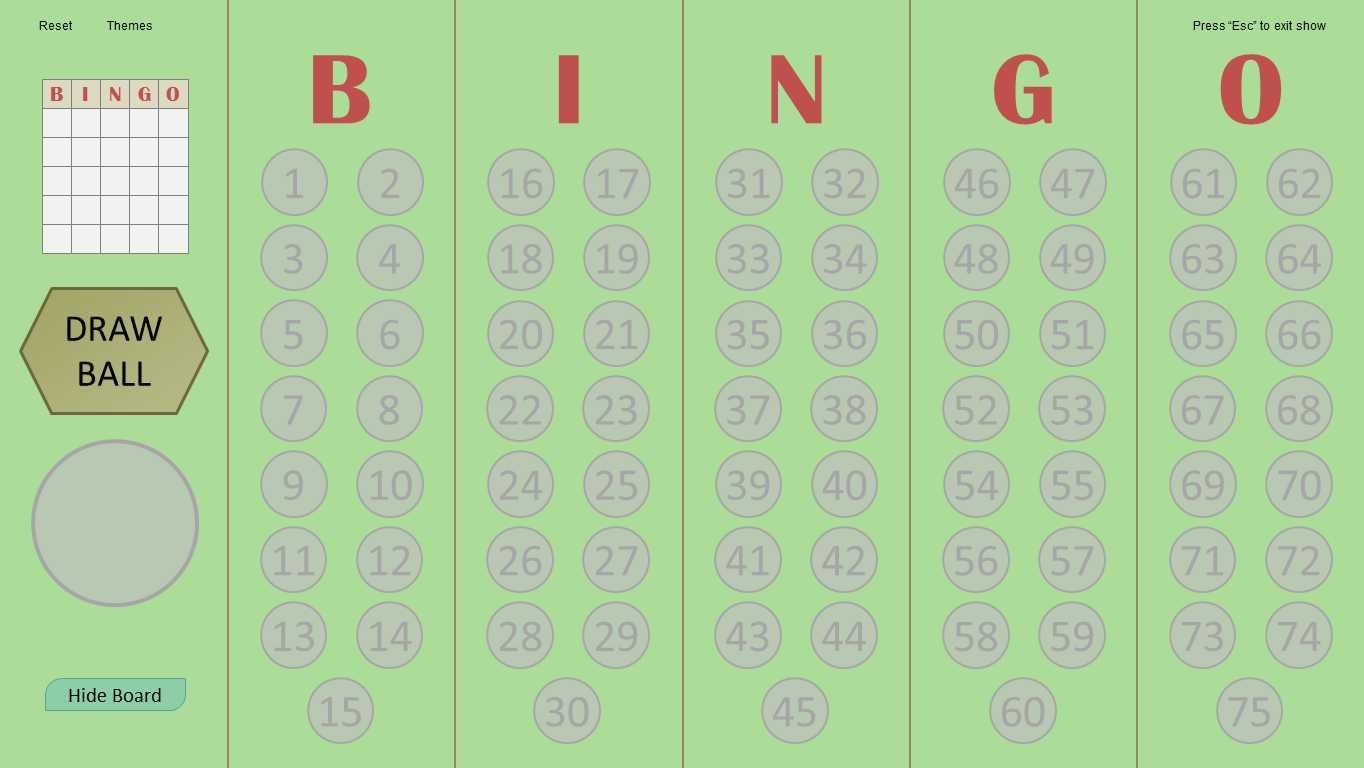 Reset Themes Press “Esc” to exit show
B I N G O
B I N G O
DRAW
BALL
Hide Board
1 2 16 17 31 32 46 47 61 62
3 4 18 19 33 34 48 49 63 64
5 6 20 21 35 36 50 51 65 66
7 8 22 23 37 38 52 53 67 68
9 10 24 25 39 40 54 55 69 70
11 12 26 27 41 42 56 57 71 72
13 14 28 29 43 44 58 59 73 74
15 30 45 60 75